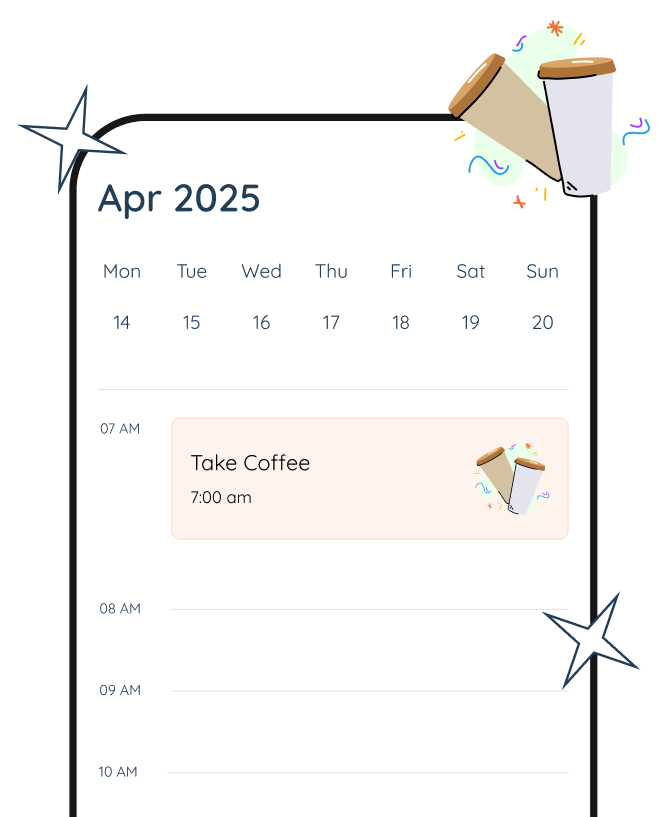 Apr 2025
Mon Tue Wed Thu Fri Sat Sun
14 15 16 17 18 19 20
07 AM
Take Coffee
7:00 am
08 AM
09 AM
10 AM